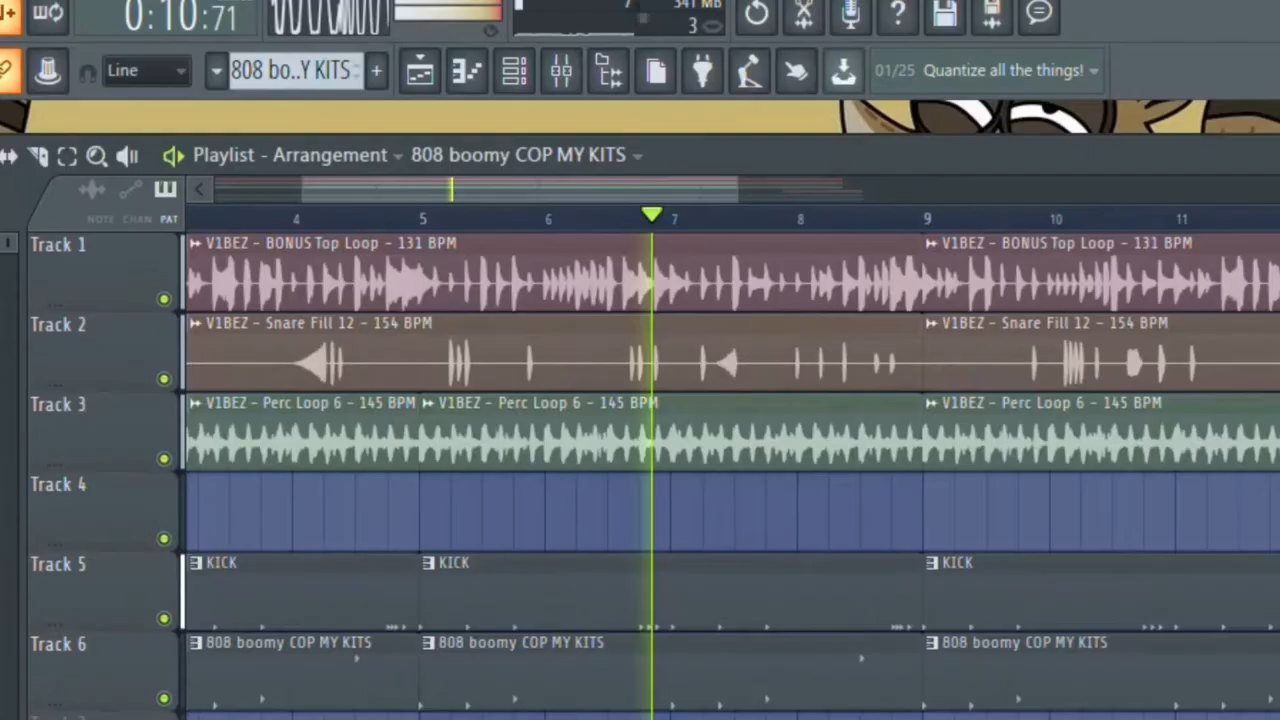 0:10:71
7
341 MB
3
?
Line
808 bo..Y KITS
+
01/25 Quantize all the things!
Playlist - Arrangement
808 boomy COP MY KITS
NOTE CHAN PAT
4 5 6 7 8 9 10 11
Track 1
V1BEZ - BONUS Top Loop - 131 BPM
V1BEZ - BONUS Top Loop - 131 BPM
Track 2
V1BEZ - Snare Fill 12 - 154 BPM
V1BEZ - Snare Fill 12 - 154 BPM
Track 3
V1BEZ - Perc Loop 6 - 145 BPM
V1BEZ - Perc Loop 6 - 145 BPM
V1BEZ - Perc Loop 6 - 145 BPM
Track 4
Track 5
KICK
KICK
KICK
Track 6
808 boomy COP MY KITS
808 boomy COP MY KITS
808 boomy COP MY KITS